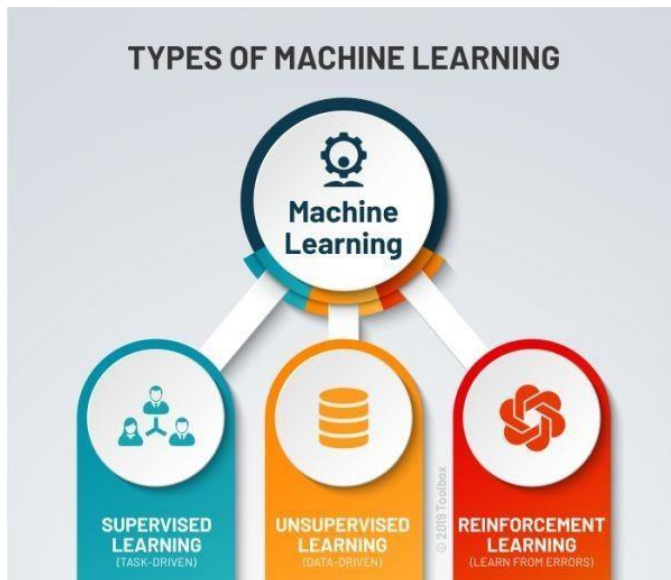 TYPES OF MACHINE LEARNING
Machine
Learning
SUPERVISED
LEARNING
(TASK-DRIVEN)
UNSUPERVISED
LEARNING
(DATA-DRIVEN)
© 2019 Toolbox
REINFORCEMENT
LEARNING
(LEARN FROM ERRORS)